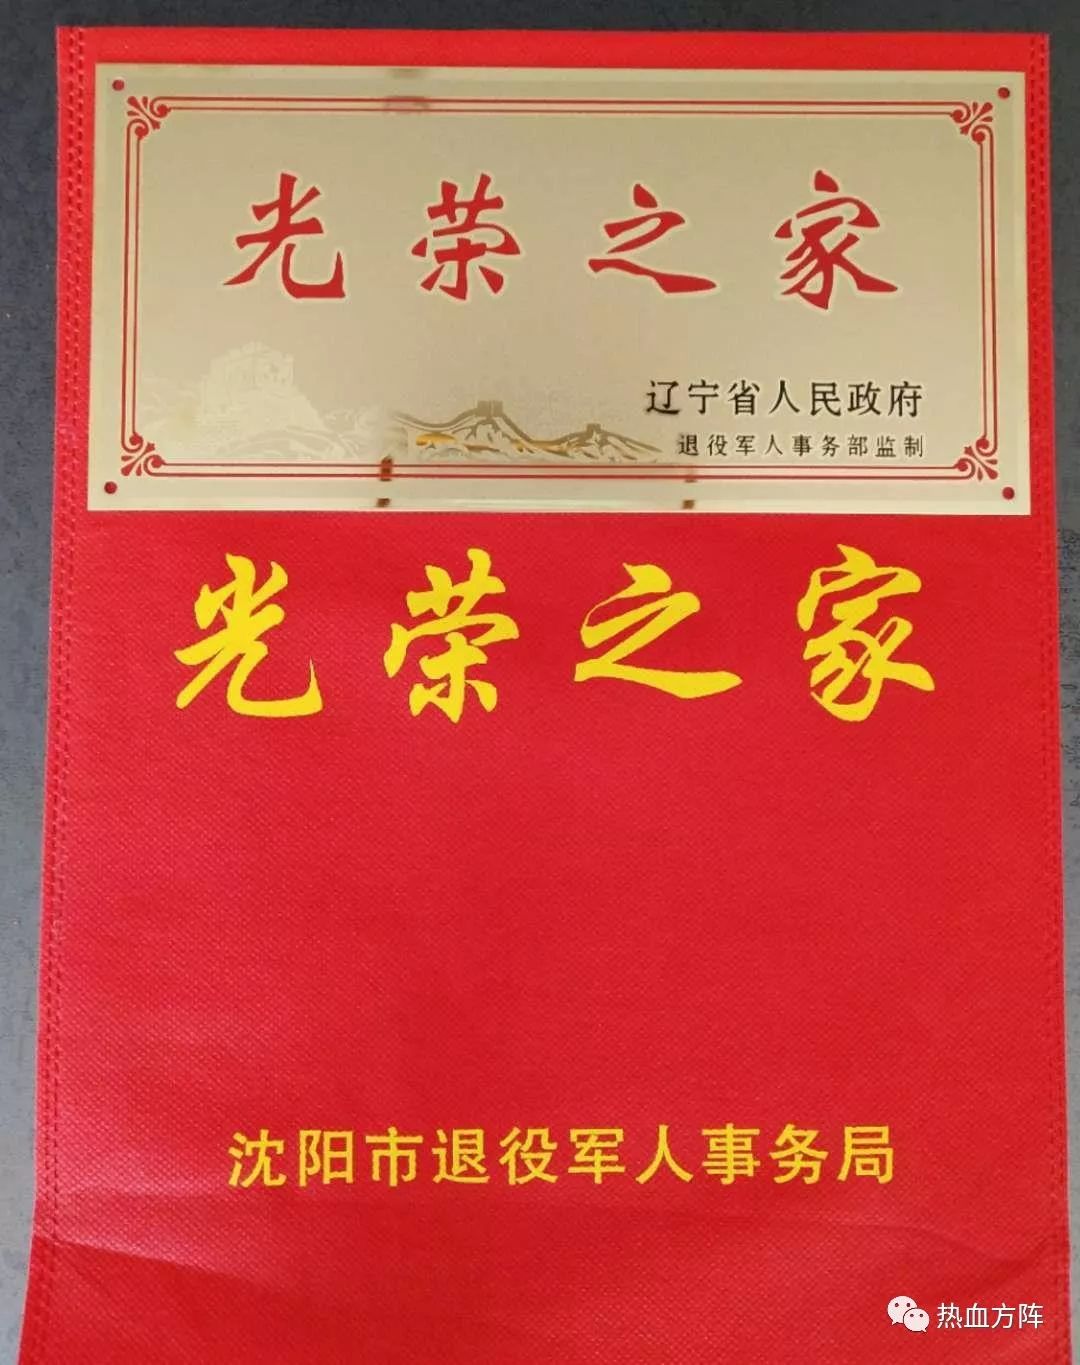 光荣之家
辽宁省人民政府
退役军人事务部监制
光荣之家
沈阳市退役军人事务局
热血方阵